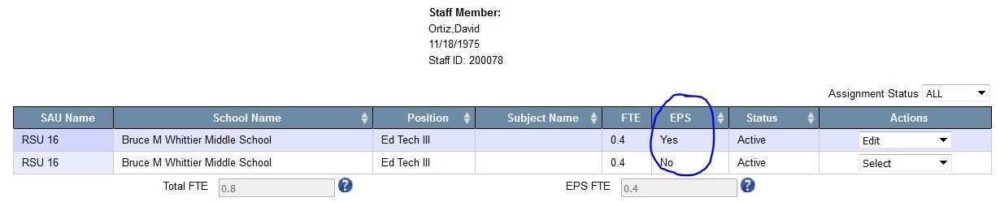 Staff Member:
Ortiz,David
11/18/1975
Staff ID: 200078
Assignment Status ALL
SAU Name School Name Position Subject Name FTE EPS Status Actions
RSU 16 Bruce M Whittier Middle School Ed Tech III 0.4 Yes Active Edit
RSU 16 Bruce M Whittier Middle School Ed Tech III 0.4 No Active Select
Total FTE 0.8 ? EPS FTE 0.4 ?